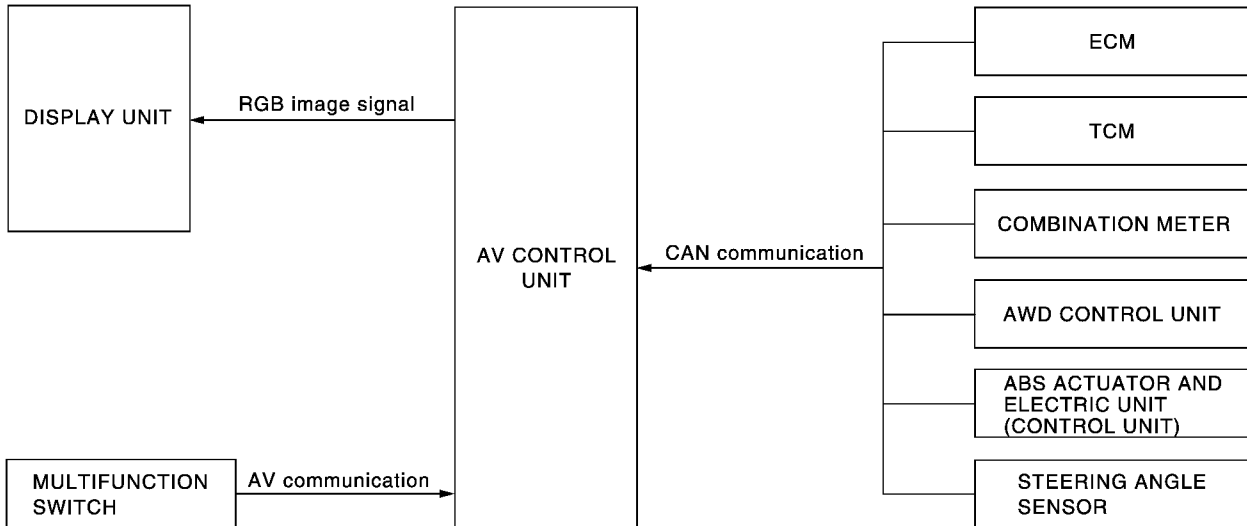 ECM
RGB image signal
DISPLAY UNIT
TCM
COMBINATION METER
AV CONTROL
UNIT
CAN communication
AWD CONTROL UNIT
ABS ACTUATOR AND
ELECTRIC UNIT
(CONTROL UNIT)
MULTIFUNCTION
SWITCH
AV communication
STEERING ANGLE
SENSOR